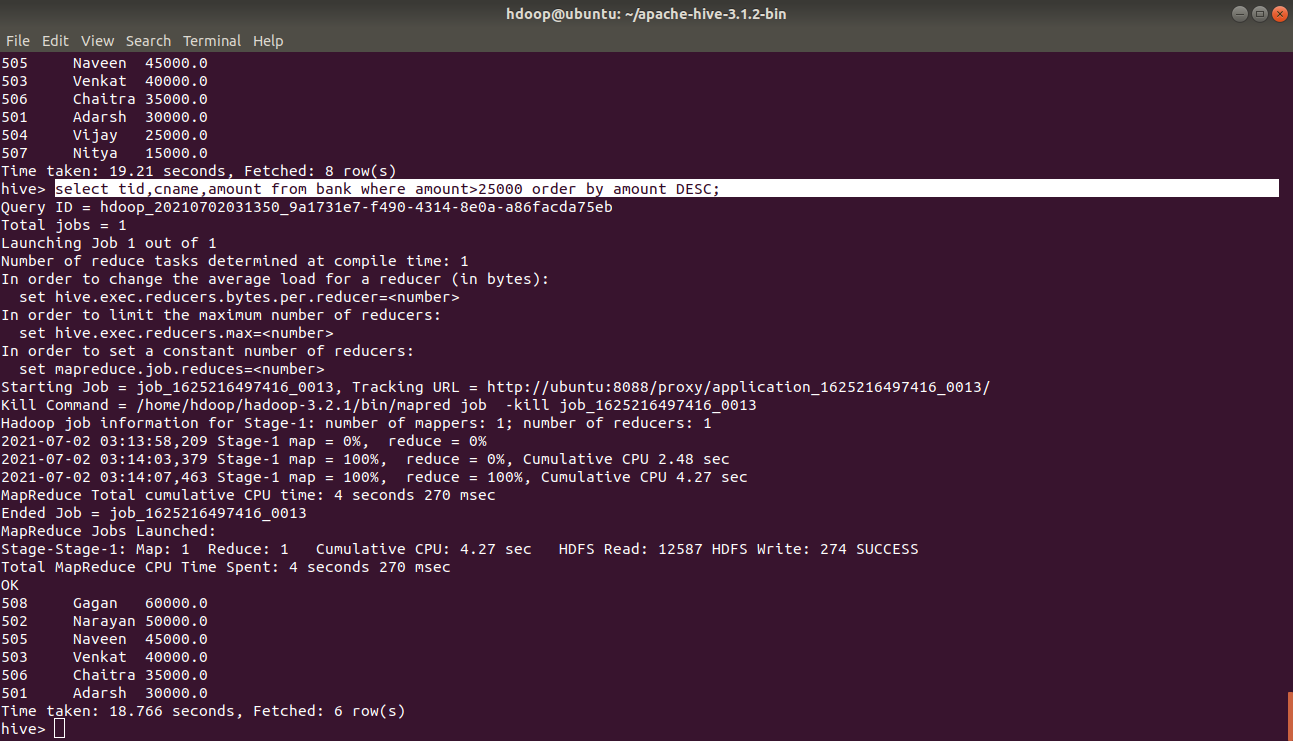 hdoop@ubuntu: ~/apache-hive-3.1.2-bin
File Edit View Search Terminal Help
505 Naveen 45000.0
503 Venkat 40000.0
506 Chaitra 35000.0
501 Adarsh 30000.0
504 Vijay 25000.0
507 Nitya 15000.0
Time taken: 19.21 seconds, Fetched: 8 row(s)
hive> select tid,cname,amount from bank where amount>25000 order by amount DESC;
Query ID = hdoop_20210702031350_9a1731e7-f490-4314-8e0a-a86facda75eb
Total jobs = 1
Launching Job 1 out of 1
Number of reduce tasks determined at compile time: 1
In order to change the average load for a reducer (in bytes):
  set hive.exec.reducers.bytes.per.reducer=<number>
In order to limit the maximum number of reducers:
  set hive.exec.reducers.max=<number>
In order to set a constant number of reducers:
  set mapreduce.job.reduces=<number>
Starting Job = job_1625216497416_0013, Tracking URL = http://ubuntu:8088/proxy/application_1625216497416_0013/
Kill Command = /home/hdoop/hadoop-3.2.1/bin/mapred job  -kill job_1625216497416_0013
Hadoop job information for Stage-1: number of mappers: 1; number of reducers: 1
2021-07-02 03:13:58,209 Stage-1 map = 0%,  reduce = 0%
2021-07-02 03:14:03,379 Stage-1 map = 100%,  reduce = 0%, Cumulative CPU 2.48 sec
2021-07-02 03:14:07,463 Stage-1 map = 100%,  reduce = 100%, Cumulative CPU 4.27 sec
MapReduce Total cumulative CPU time: 4 seconds 270 msec
Ended Job = job_1625216497416_0013
MapReduce Jobs Launched:
Stage-Stage-1: Map: 1  Reduce: 1   Cumulative CPU: 4.27 sec   HDFS Read: 12587 HDFS Write: 274 SUCCESS
Total MapReduce CPU Time Spent: 4 seconds 270 msec
OK
508 Gagan 60000.0
502 Narayan 50000.0
505 Naveen 45000.0
503 Venkat 40000.0
506 Chaitra 35000.0
501 Adarsh 30000.0
Time taken: 18.766 seconds, Fetched: 6 row(s)
hive>